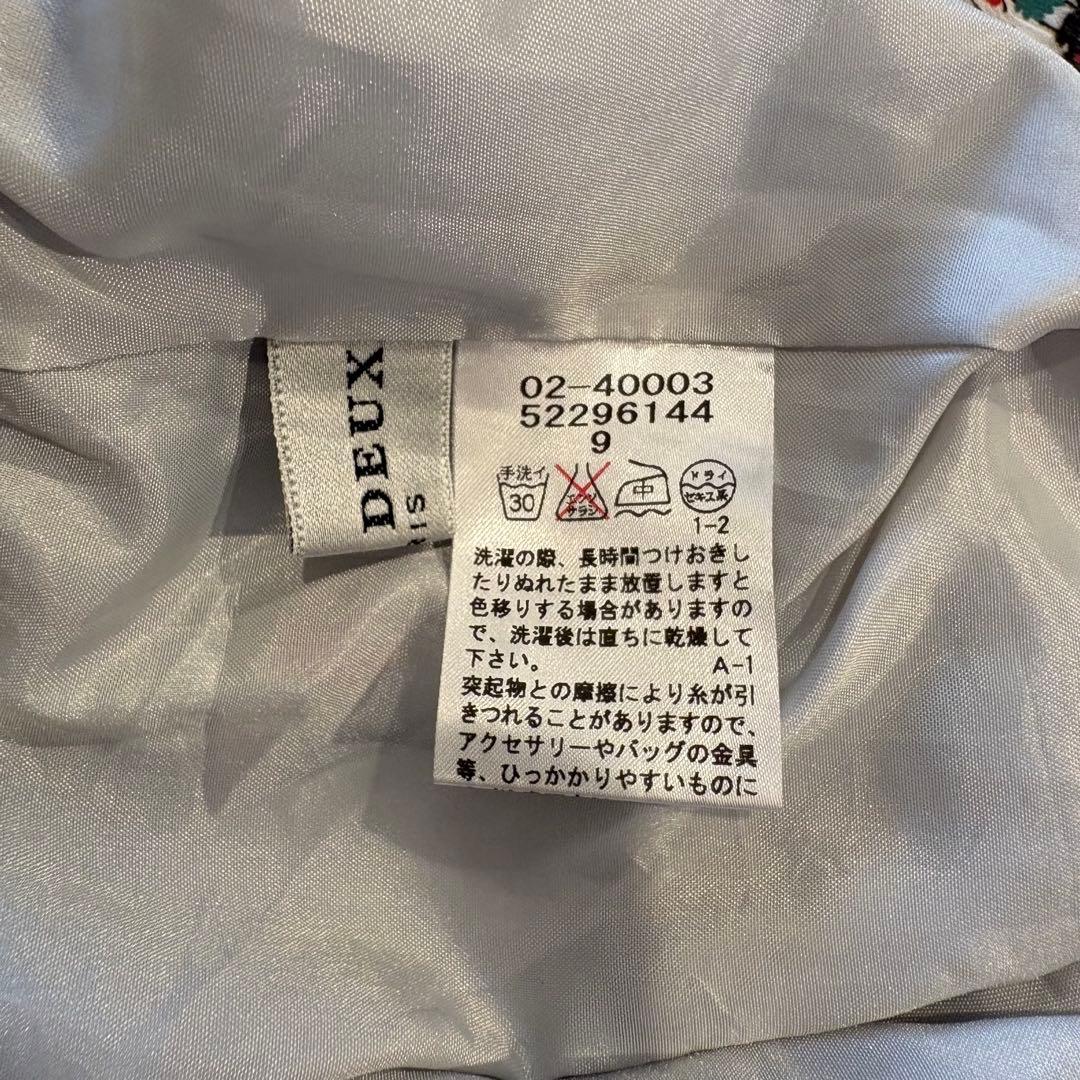 DEUX
RIS
02-40003
52296144
9
手洗イ
30
エンソ
サラシ
中
ドライ
セキユ系
1-2
洗濯の際、長時間つけおきし
たりぬれたまま放置しますと
色移りする場合がありますの
で、洗濯後は直ちに乾燥して
下さい。 A-1
突起物との摩擦により糸が引
きつれることがありますので、
アクセサリーやバッグの金具
等、ひっかかりやすいものに